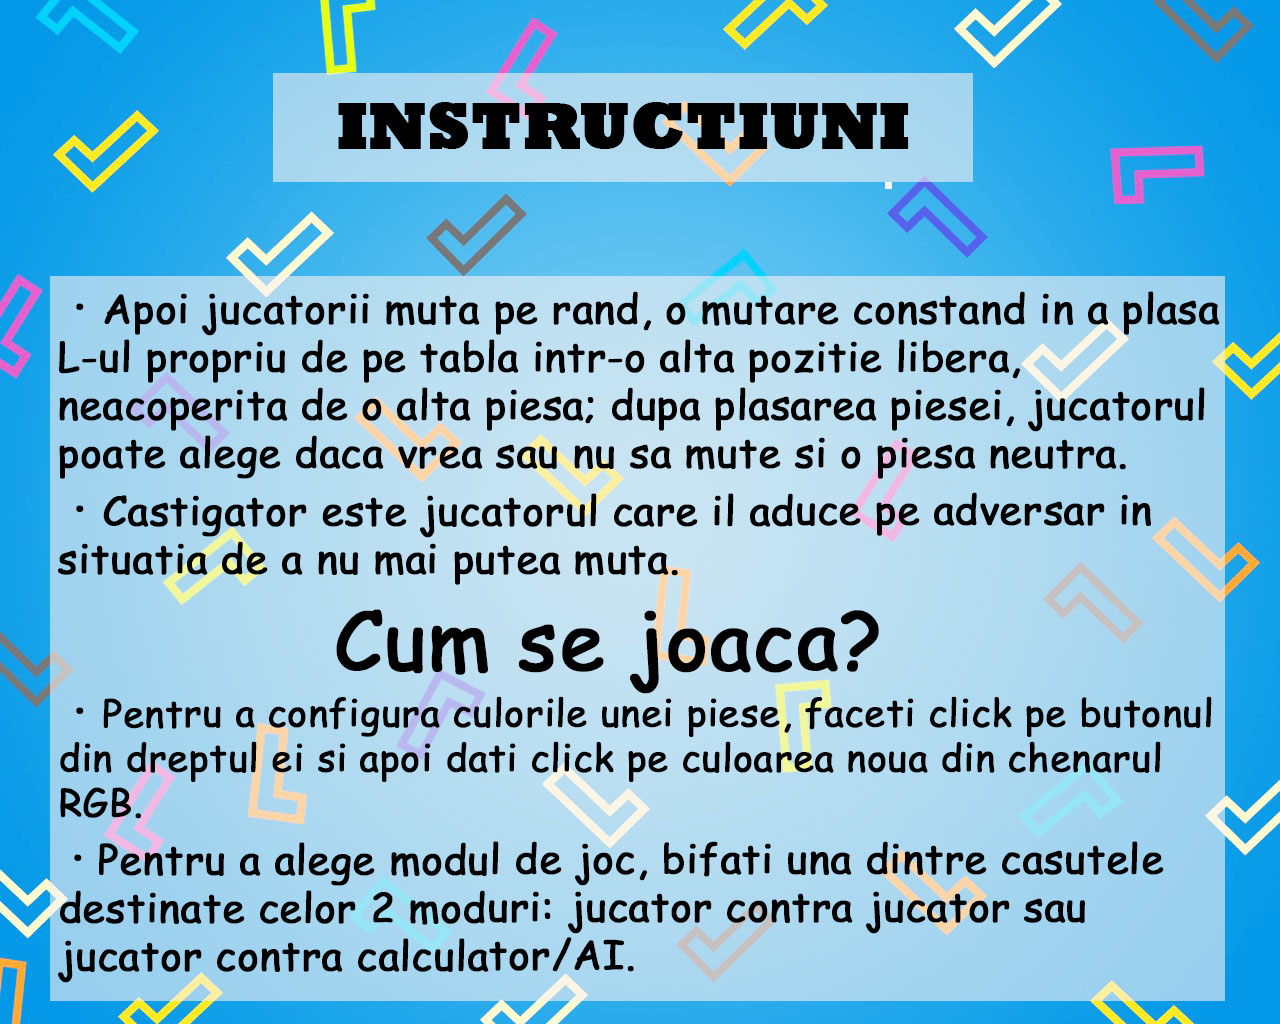 INSTRUCTIUNI
· Apoi jucatorii muta pe rand, o mutare constand in a plasa
L-ul propriu de pe tabla intr-o alta pozitie libera,
neacoperita de o alta piesa; dupa plasarea piesei, jucatorul
poate alege daca vrea sau nu sa mute si o piesa neutra.
· Castigator este jucatorul care il aduce pe adversar in
situatia de a nu mai putea muta.
Cum se joaca?
· Pentru a configura culorile unei piese, faceti click pe butonul
din dreptul ei si apoi dati click pe culoarea noua din chenarul
RGB.
· Pentru a alege modul de joc, bifati una dintre casutele
destinate celor 2 moduri: jucator contra jucator sau
jucator contra calculator/AI.